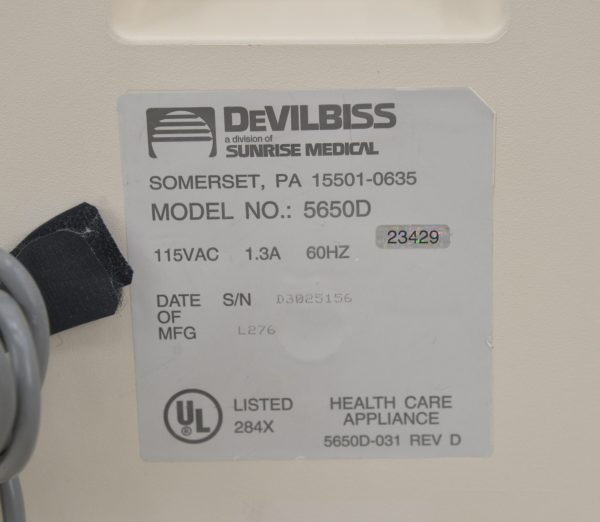 DeVILBISS
a division of
SUNRISE MEDICAL
SOMERSET, PA 15501-0635
MODEL NO.: 5650D
115VAC 1.3A 60HZ 23429
DATE S/N D3025156
OF
MFG L276
UL
LISTED HEALTH CARE
284X APPLIANCE
5650D-031 REV D